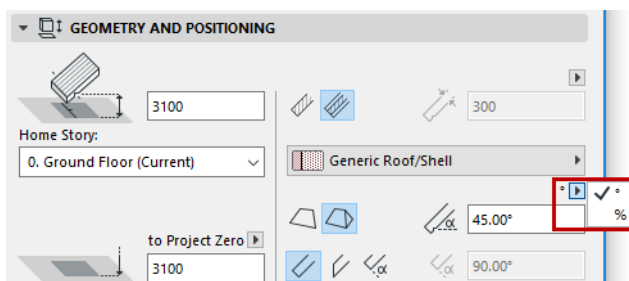 GEOMETRY AND POSITIONING
3100
300
Home Story:
0. Ground Floor (Current)
Generic Roof/Shell
° °
%
α 45.00°
to Project Zero
3100
α α 90.00°